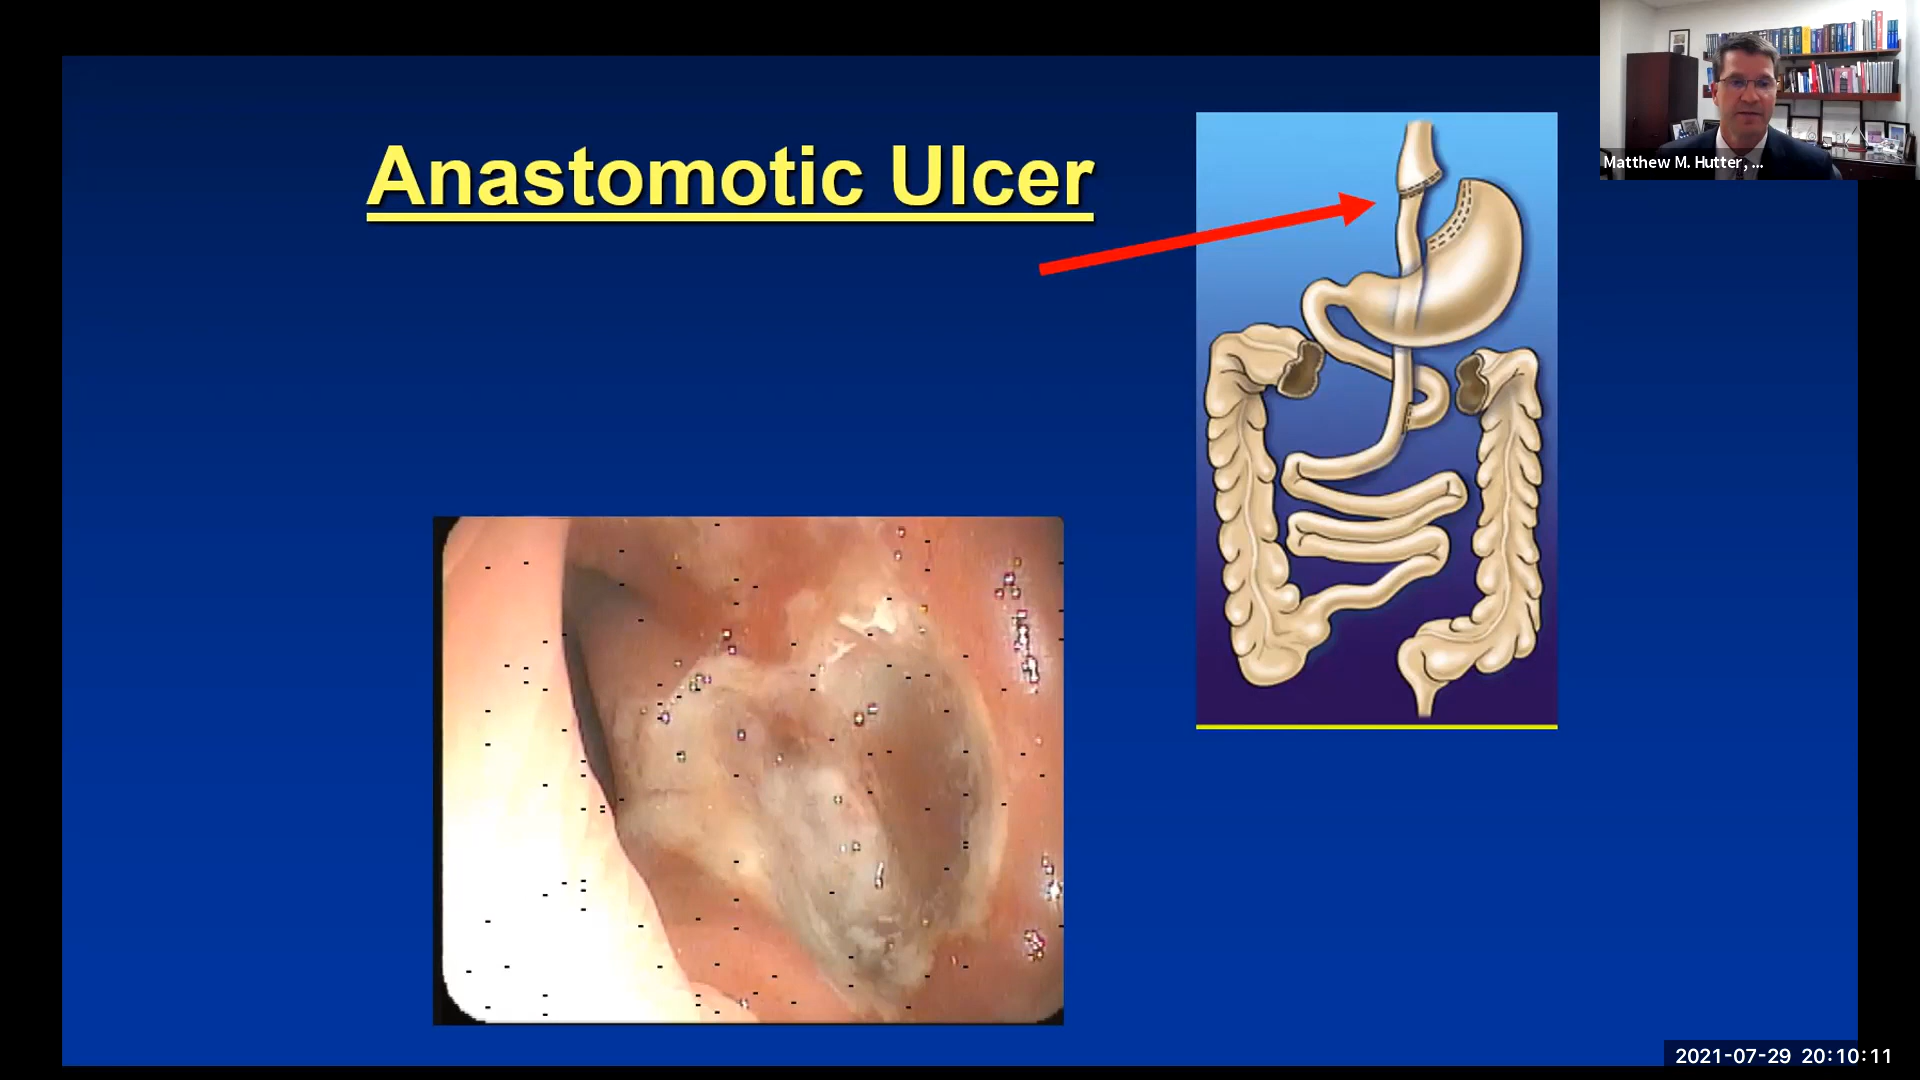 Anastomotic Ulcer
Matthew M. Hutter, ...
2021-07-29 20:10:11